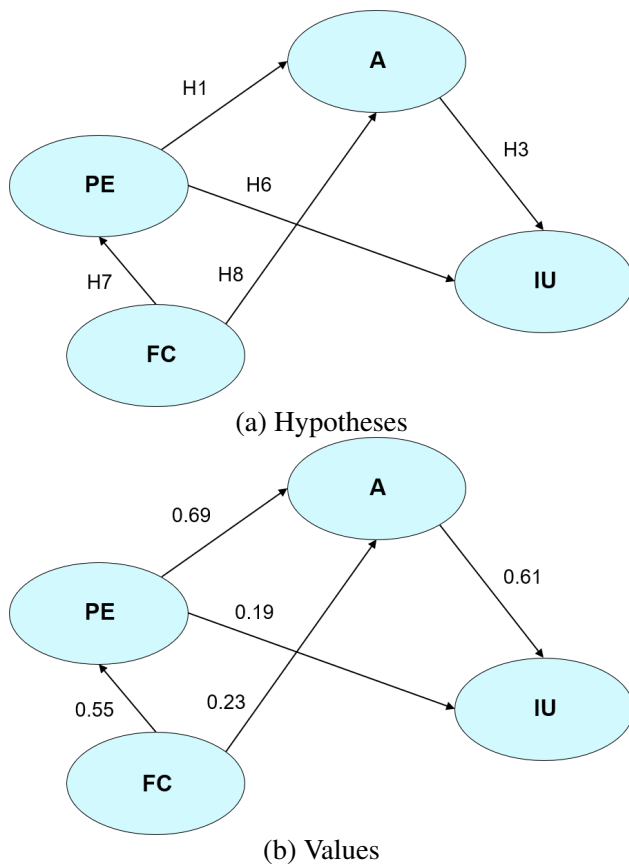 A
H1
H3
PE
H6
IU
H7
H8
FC
(a) Hypotheses
A
0.69
0.61
PE
0.19
IU
0.55
0.23
FC
(b) Values